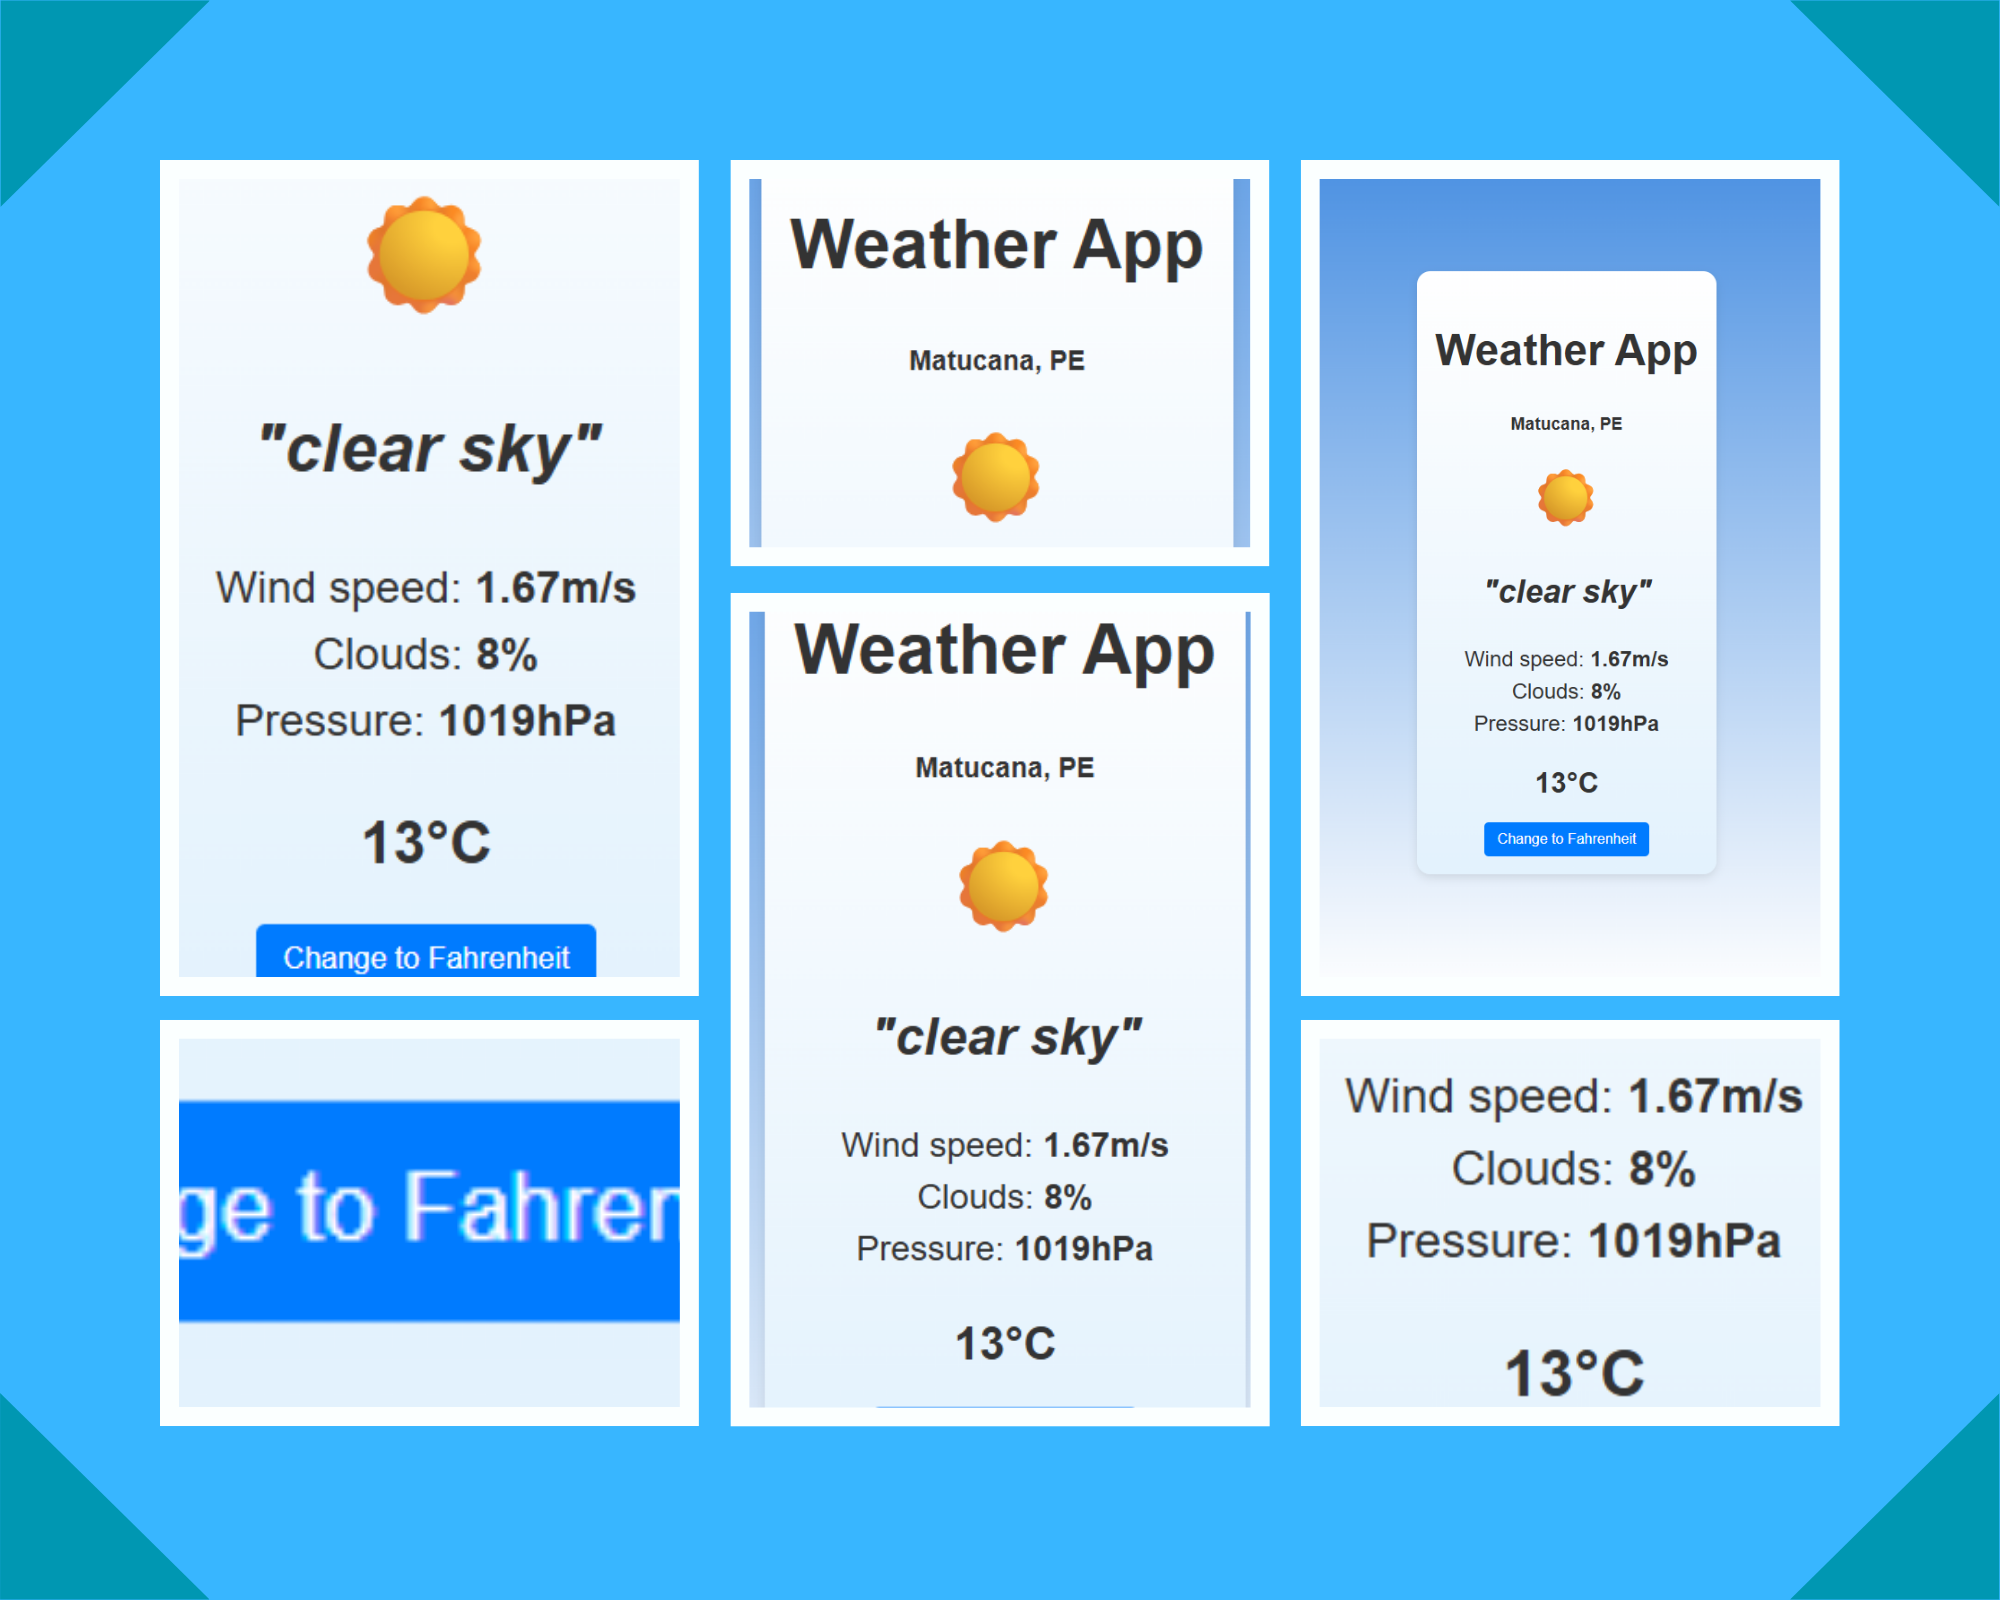 "clear sky"
Wind speed: 1.67m/s
Clouds: 8%
Pressure: 1019hPa
13°C
Change to Fahrenheit
ge to Fahren
Weather App
Matucana, PE
Weather App
Matucana, PE
"clear sky"
Wind speed: 1.67m/s
Clouds: 8%
Pressure: 1019hPa
13°C
Weather App
Matucana, PE
"clear sky"
Wind speed: 1.67m/s
Clouds: 8%
Pressure: 1019hPa
13°C
Change to Fahrenheit
Wind speed: 1.67m/s
Clouds: 8%
Pressure: 1019hPa
13°C